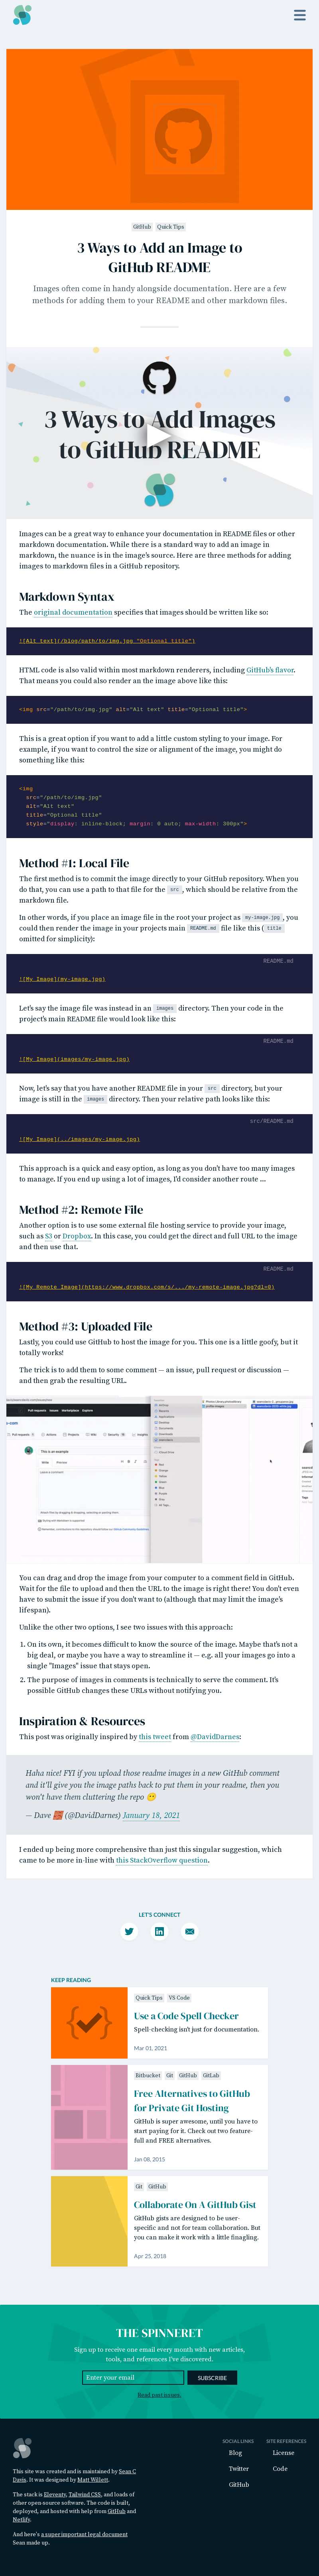 GitHub Quick Tips
3 Ways to Add an Image to
GitHub README
Images often come in handy alongside documentation. Here are a few
methods for adding them to your README and other markdown files.
3 Ways to Add Images
to GitHub README
Images can be a great way to enhance your documentation in README files or other
markdown documentation. While there is a standard way to add an image in
markdown, the nuance is in the image's source. Here are three methods for adding
images to markdown files in a GitHub repository.
Markdown Syntax
The original documentation specifies that images should be written like so:
![Alt text](/blog/path/to/img.jpg "Optional title")
HTML code is also valid within most markdown renderers, including GitHub's flavor.
That means you could also render an the image above like this:
<img src="/path/to/img.jpg" alt="Alt text" title="Optional title">
This is a great option if you want to add a little custom styling to your image. For
example, if you want to control the size or alignment of the image, you might do
something like this:
<img
src="/path/to/img.jpg"
alt="Alt text"
title="Optional title"
style="display: inline-block; margin: 0 auto; max-width: 300px">
Method #1: Local File
The first method is to commit the image directly to your GitHub repository. When you
do that, you can use a path to that file for the src, which should be relative from the
markdown file.
In other words, if you place an image file in the root your project as my-image.jpg, you
could then render the image in your projects main README.md file like this (title
omitted for simplicity):
README.md
![My Image](my-image.jpg)
Let's say the image file was instead in an images directory. Then your code in the
project's main README file would look like this:
README.md
![My Image](images/my-image.jpg)
Now, let's say that you have another README file in your src directory, but your
image is still in the images directory. Then your relative path looks like this:
src/README.md
![My Image](../images/my-image.jpg)
This approach is a quick and easy option, as long as you don't have too many images
to manage. If you end up using a lot of images, I'd consider another route ...
Method #2: Remote File
Another option is to use some external file hosting service to provide your image,
such as S3 or Dropbox. In this case, you could get the direct and full URL to the image
and then use that.
README.md
![My Remote Image](https://www.dropbox.com/s/.../my-remote-image.jpg?dl=0)
Method #3: Uploaded File
Lastly, you could use GitHub to host the image for you. This one is a little goofy, but it
totally works!
The trick is to add them to some comment — an issue, pull request or discussion —
and then grab the resulting URL.
You can drag and drop the image from your computer to a comment field in GitHub.
Wait for the file to upload and then the URL to the image is right there! You don't even
have to submit the issue if you don't want to (although that may limit the image's
lifespan).
Unlike the other two options, I see two issues with this approach:
1. On its own, it becomes difficult to know the source of the image. Maybe that's not a
big deal, or maybe you have a way to streamline it — e.g. all your images go into a
single "Images" issue that stays open.
2. The purpose of images in comments is technically to serve the comment. It's
possibly GitHub changes these URLs without notifying you.
Inspiration & Resources
This post was originally inspired by this tweet from @DavidDarnes:
Haha nice! FYI if you upload those readme images in a new GitHub comment
and it'll give you the image paths back to put them in your readme, then you
won't have them cluttering the repo 🤫
— Dave 🧱 (@DavidDarnes) January 18, 2021
I ended up being more comprehensive than just this singular suggestion, which
came to be more in-line with this StackOverflow question.
LET'S CONNECT
KEEP READING
Quick Tips VS Code
Use a Code Spell Checker
Spell-checking isn't just for documentation.
Mar 01, 2021
Bitbucket Git GitHub GitLab
Free Alternatives to GitHub
for Private Git Hosting
GitHub is super awesome, until you have to
start paying for it. Check out two feature-
full and FREE alternatives.
Jan 08, 2015
Git GitHub
Collaborate On A GitHub Gist
GitHub gists are designed to be user-
specific and not for team collaboration. But
you can make it work with a little finagling.
Apr 25, 2018
THE SPINNERET
Sign up to receive one email every month with new articles,
tools, and references I've discovered.
Enter your email SUBSCRIBE
Read past issues.
This site was created and is maintained by Sean C
Davis. It was designed by Matt Willett.
The stack is Eleventy, Tailwind CSS, and loads of
other open-source software. The code is built,
deployed, and hosted with help from GitHub and
Netlify.
And here's a super important legal document
Sean made up.
SOCIAL LINKS
Blog
Twitter
GitHub
SITE REFERENCES
License
Code